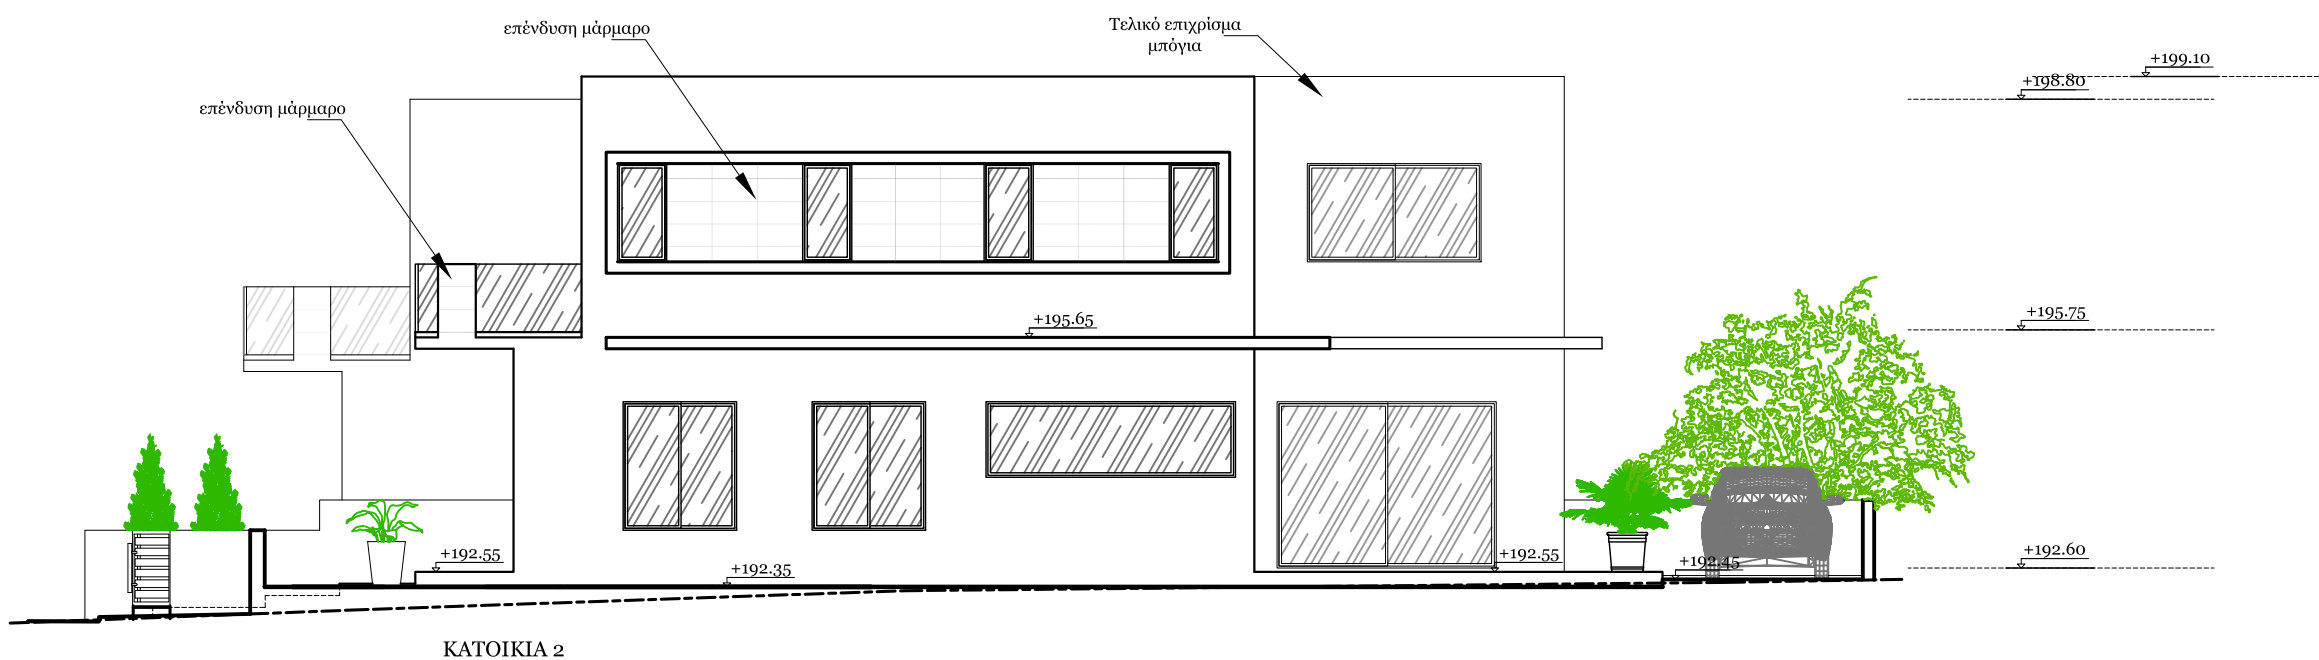 επένδυση μάρμαρο
Τελικό επιχρίσμα
μπόγια
επένδυση μάρμαρο
+199.10
+198.80
+195.65
+195.75
+192.55
+192.35
+192.55
+192.45
+192.60
ΚΑΤΟΙΚΙΑ 2